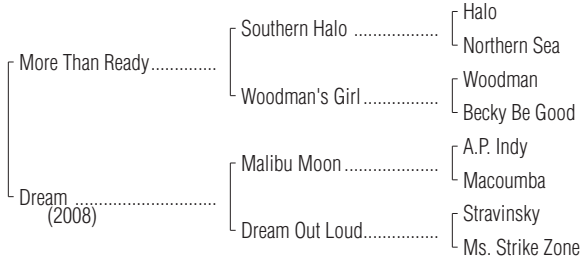 Halo
Southern Halo ..................
Northern Sea
More Than Ready..............
Woodman
Woodman's Girl................
Becky Be Good
A.P. Indy
Malibu Moon....................
Macoumba
Dream ..............................
(2008)
Stravinsky
Dream Out Loud................
Ms. Strike Zone